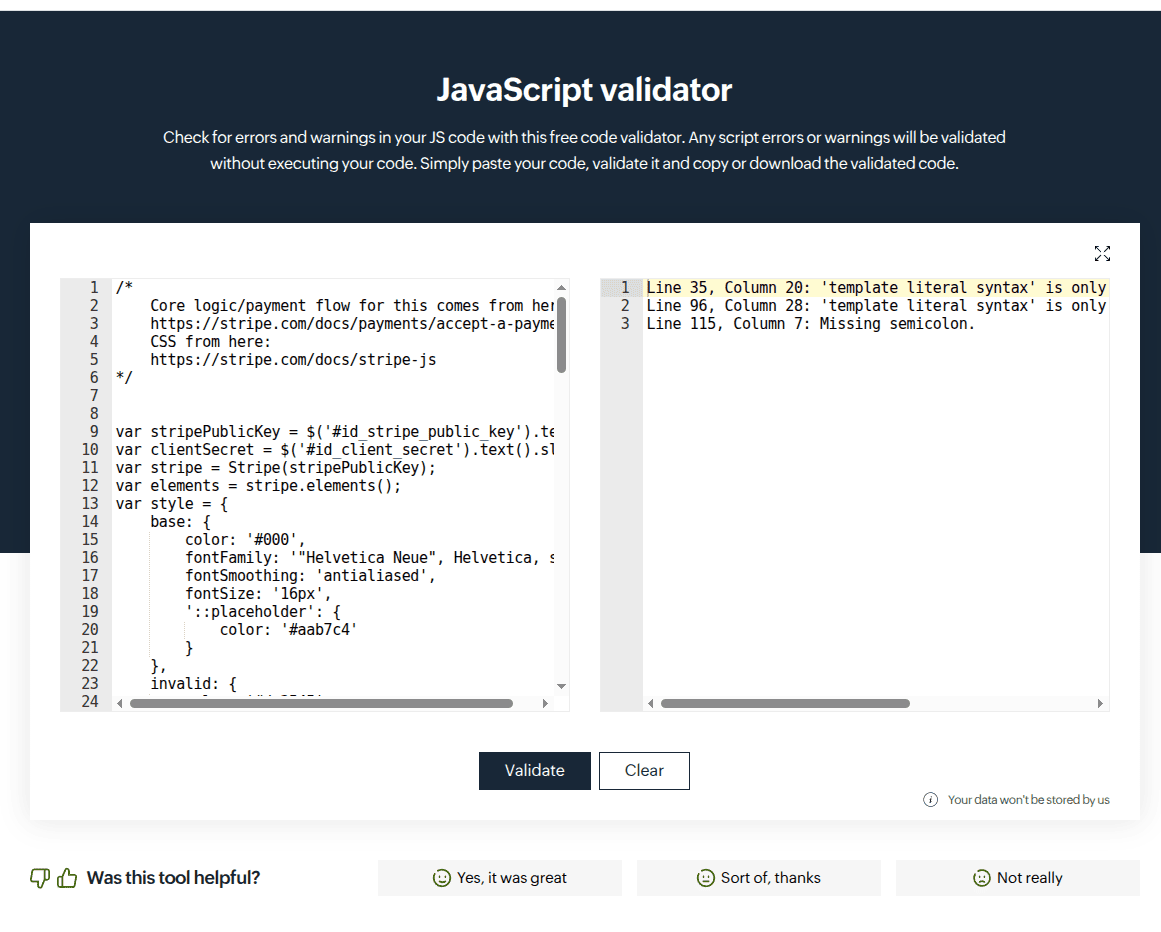 JavaScript validator
Check for errors and warnings in your JS code with this free code validator. Any script errors or warnings will be validated
without executing your code. Simply paste your code, validate it and copy or download the validated code.
1 /*
2 Core logic/payment flow for this comes from her
3 https://stripe.com/docs/payments/accept-a-payme
4 CSS from here:
5 https://stripe.com/docs/stripe-js
6 */
7
8
9 var stripePublicKey = $('#id_stripe_public_key').te
10 var clientSecret = $('#id_client_secret').text().sl
11 var stripe = Stripe(stripePublicKey);
12 var elements = stripe.elements();
13 var style = {
14 base: {
15 color: '#000',
16 fontFamily: '"Helvetica Neue", Helvetica, s
17 fontSmoothing: 'antialiased',
18 fontSize: '16px',
19 '::placeholder': {
20 color: '#aab7c4'
21 }
22 },
23 invalid: {
24
1 Line 35, Column 20: 'template literal syntax' is only
2 Line 96, Column 28: 'template literal syntax' is only
3 Line 115, Column 7: Missing semicolon.
Validate
Clear
Your data won't be stored by us
Was this tool helpful?
Yes, it was great
Sort of, thanks
Not really